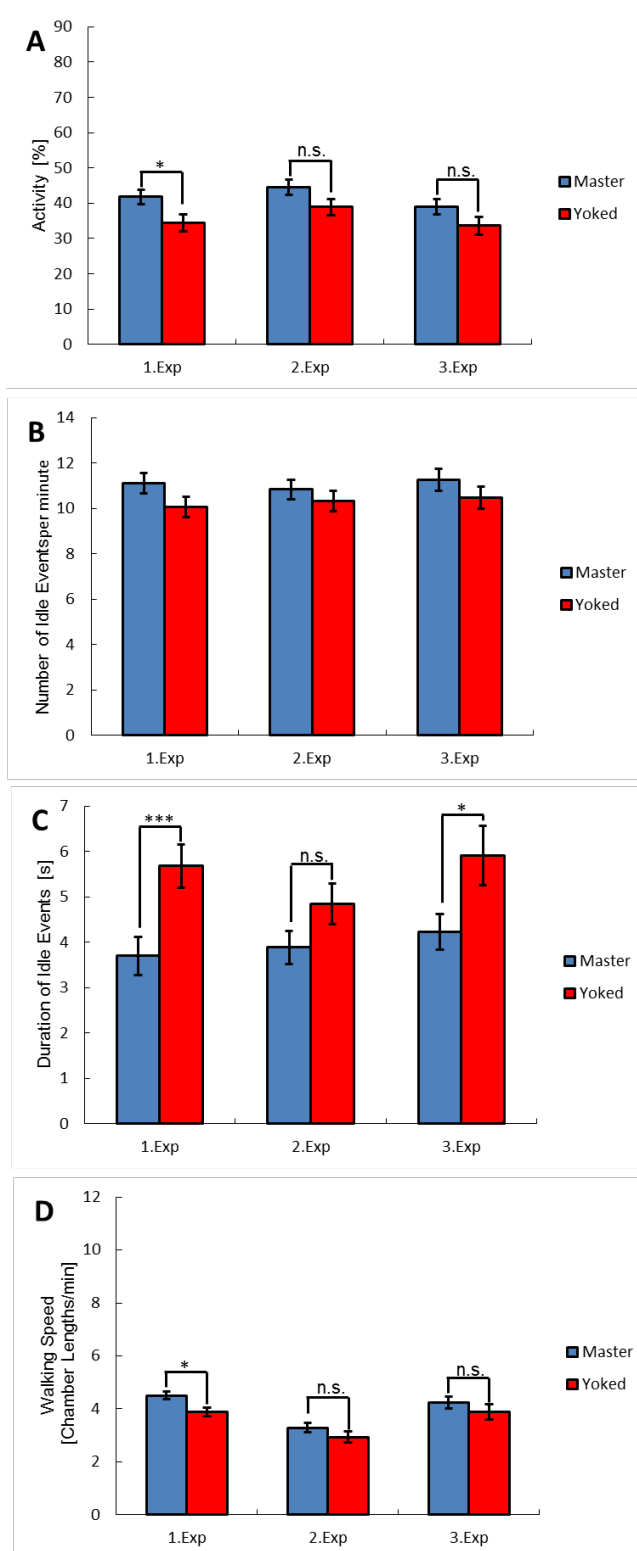 A
Activity [%]
90
80
70
60
50
40
30
20
10
0
*
n.s.
n.s.
1.Exp 2.Exp 3.Exp
Master
Yoked
B
Number of Idle Eventsper minute
14
12
10
8
6
4
2
0
1.Exp 2.Exp 3.Exp
Master
Yoked
C
Duration of Idle Events [s]
7
6
5
4
3
2
1
0
***
n.s.
*
1.Exp 2.Exp 3.Exp
Master
Yoked
D
Walking Speed
[Chamber Lengths/min]
12
10
8
6
4
2
0
*
n.s.
n.s.
1.Exp 2.Exp 3.Exp
Master
Yoked